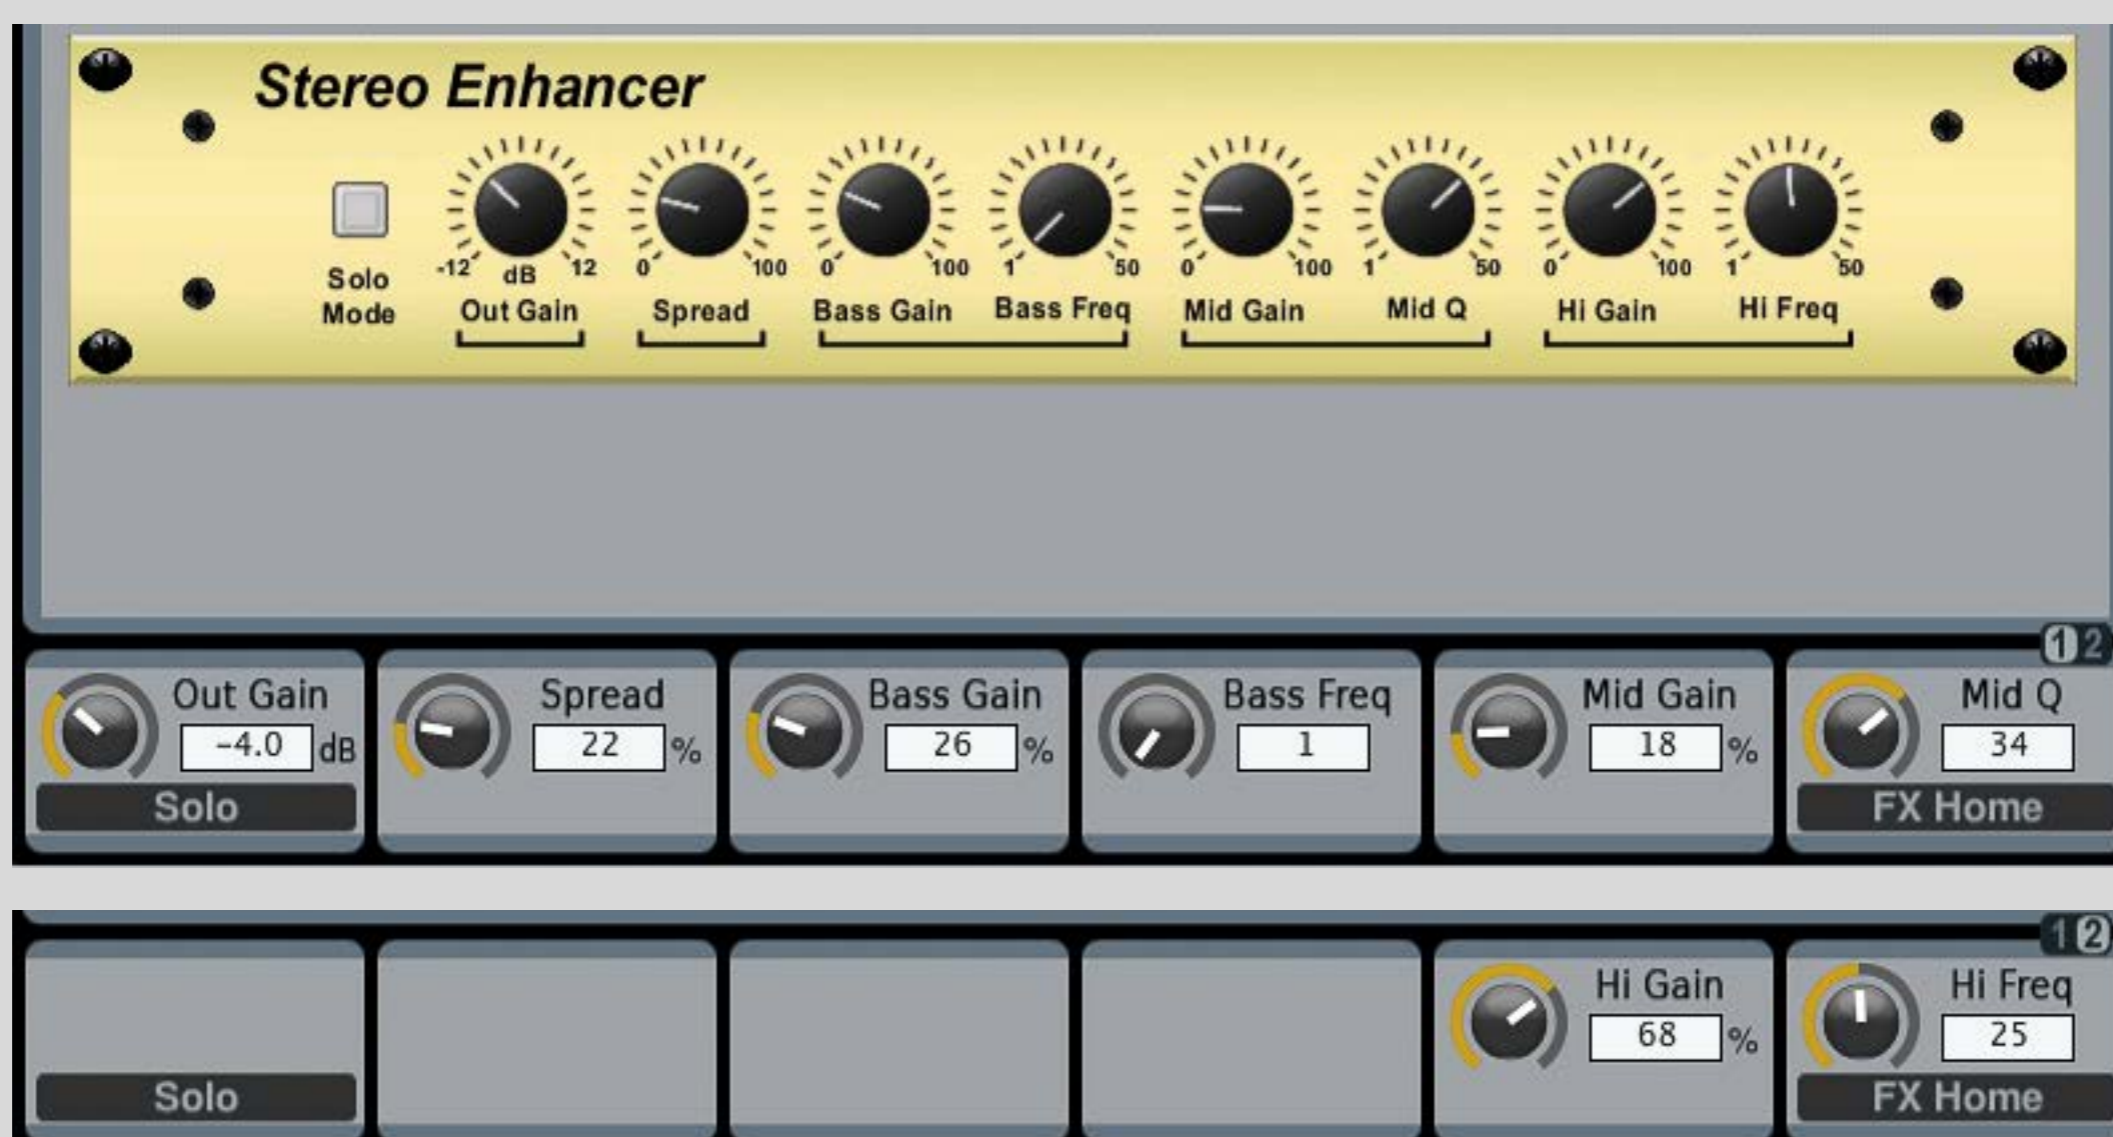 Stereo Enhancer
-12 dB 12 0 100 0 100 1 50 0 100 1 50 0 100 1 50
Solo Mode Out Gain Spread Bass Gain Bass Freq Mid Gain Mid Q Hi Gain Hi Freq
1 2
Out Gain Spread Bass Gain Bass Freq Mid Gain Mid Q
-4.0 dB 22 % 26 % 1 18 % 34
Solo FX Home
1 2
Hi Gain Hi Freq
68 % 25
Solo FX Home